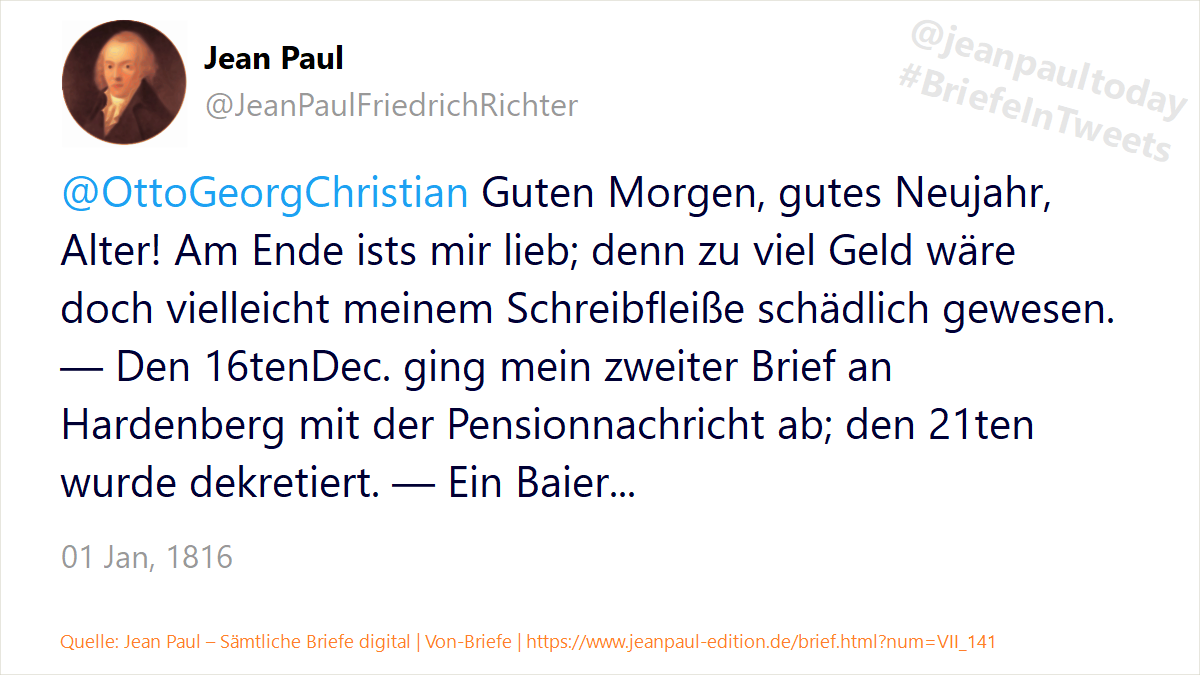 Jean Paul
@JeanPaulFriedrichRichter
@jeanpaultoday
#BriefeInTweets
@OttoGeorgChristian Guten Morgen, gutes Neujahr,
Alter! Am Ende ists mir lieb; denn zu viel Geld wäre
doch vielleicht meinem Schreibfleiße schädlich gewesen.
— Den 16tenDec. ging mein zweiter Brief an
Hardenberg mit der Pensionnachricht ab; den 21ten
wurde dekretiert. — Ein Baier...
01 Jan, 1816
Quelle: Jean Paul – Sämtliche Briefe digital | Von-Briefe | https://www.jeanpaul-edition.de/brief.html?num=VII_141